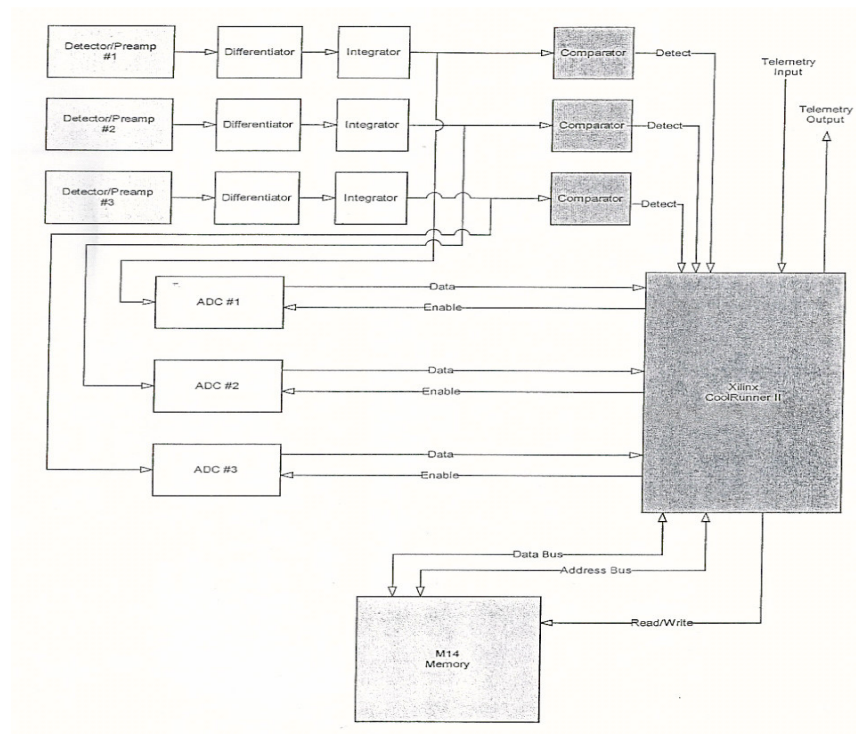 Detector/Preamp
#1
Differentiator
Integrator
Comparator
Detect
Telemetry
Input
Telemetry
Output
Detector/Preamp
#2
Differentiator
Integrator
Comparator
Detect
Detector/Preamp
#3
Differentiator
Integrator
Comparator
Detect
ADC #1
Data
Enable
Xilinx
CoolRunner II
ADC #2
Data
Enable
ADC #3
Data
Enable
Data Bus
Address Bus
M14
Memory
Read/Write